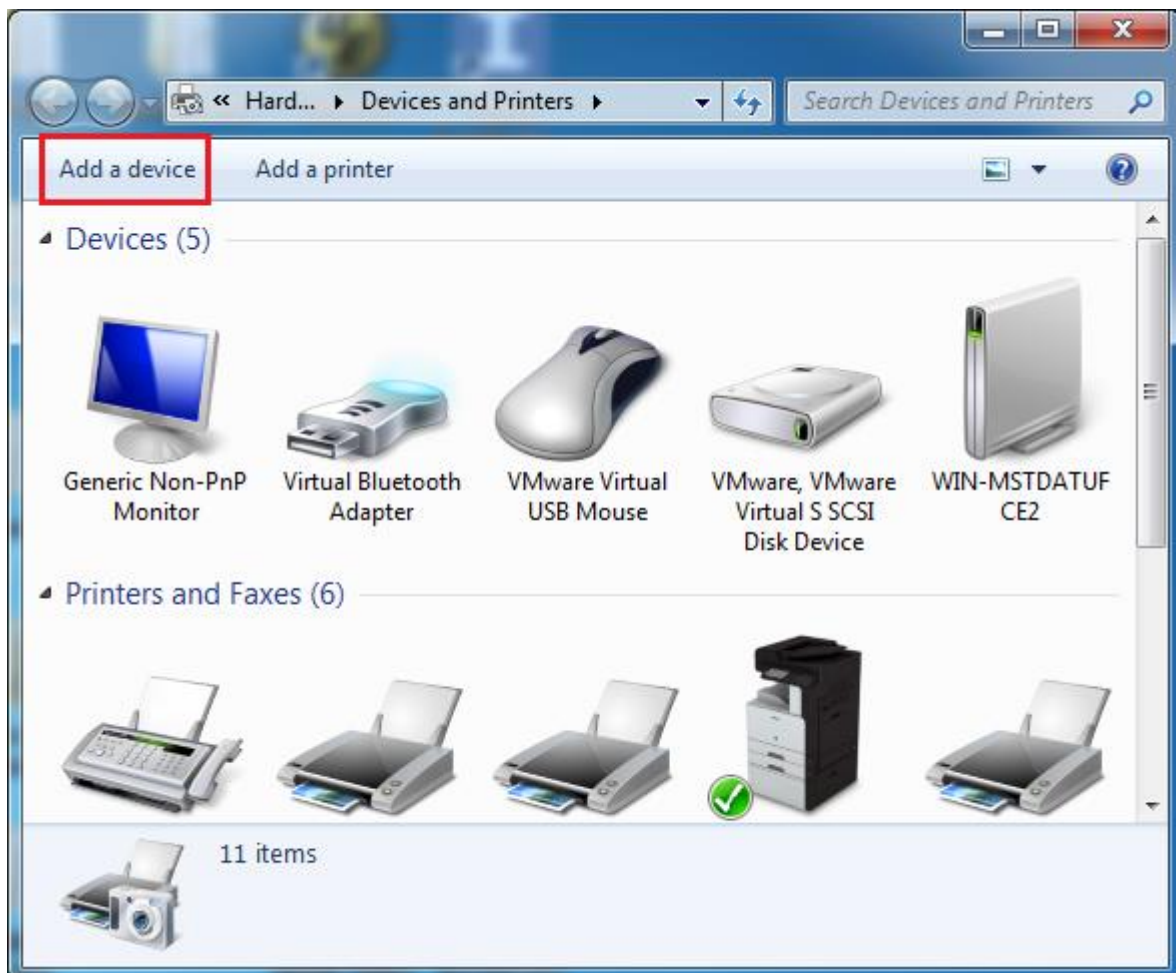 « Hard... ▸ Devices and Printers ▸ Search Devices and Printers
Add a device Add a printer
Devices (5)
Generic Non-PnP Monitor
Virtual Bluetooth Adapter
VMware Virtual USB Mouse
VMware, VMware Virtual S SCSI Disk Device
WIN-MSTDATUFCE2
Printers and Faxes (6)
11 items